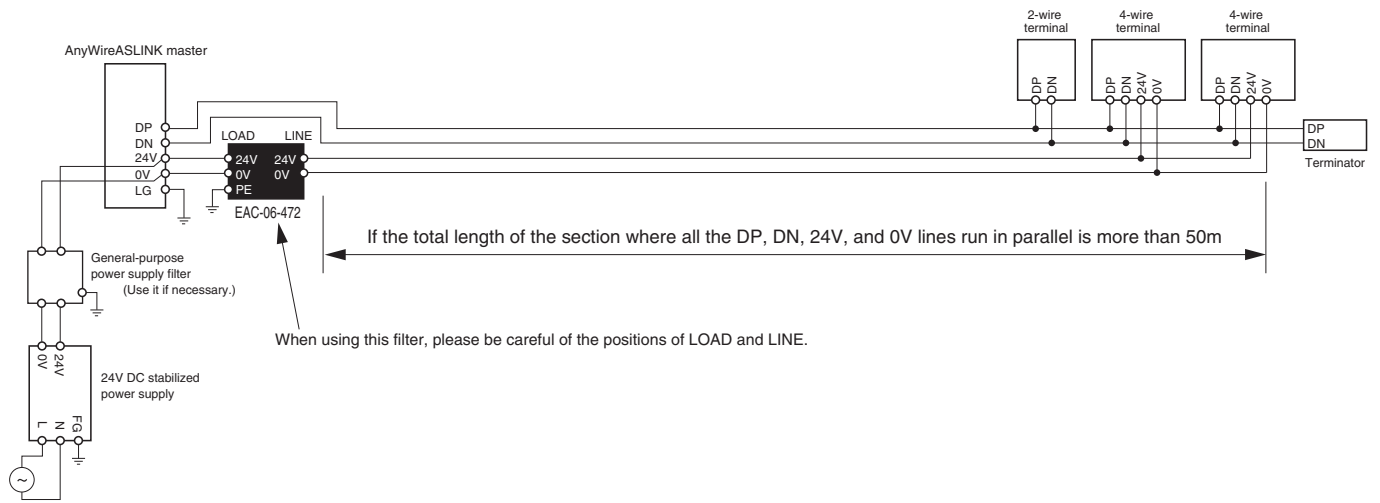 AnyWireASLINK master
DP
DN
24V
0V
LG
LOAD LINE
24V 24V
0V 0V
PE
EAC-06-472
2-wire
terminal
DP
DN
4-wire
terminal
DP
DN
24V
0V
4-wire
terminal
DP
DN
24V
0V
DP
DN
Terminator
If the total length of the section where all the DP, DN, 24V, and 0V lines run in parallel is more than 50m
General-purpose
power supply filter
(Use it if necessary.)
When using this filter, please be careful of the positions of LOAD and LINE.
0V
24V
24V DC stabilized
power supply
L
N
FG
~